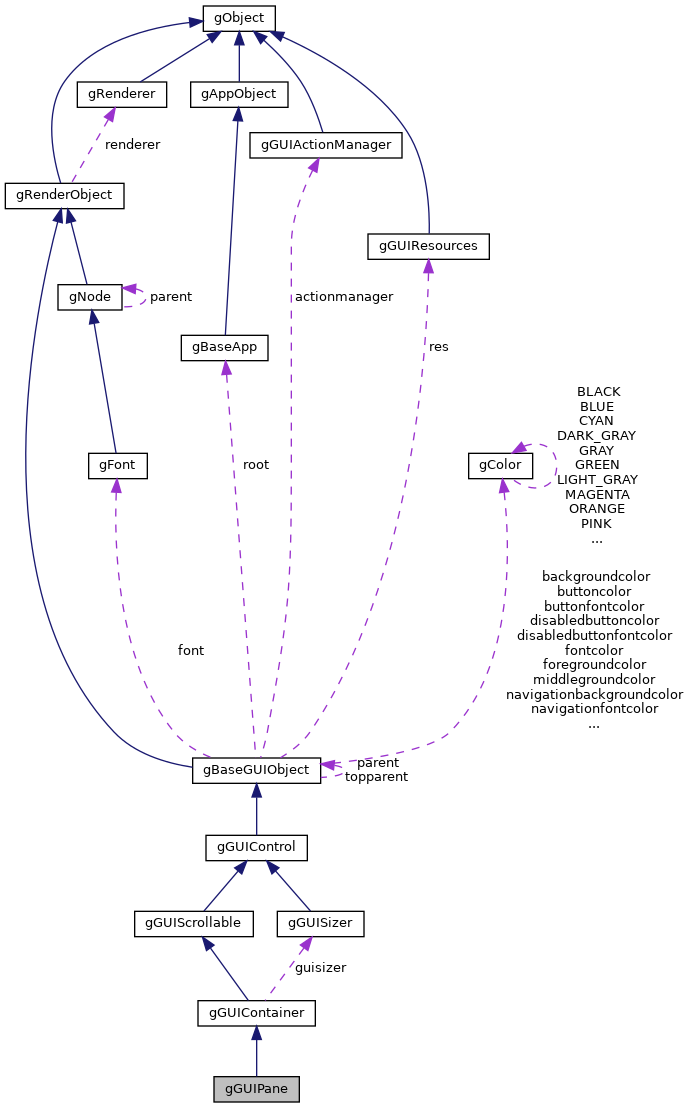 gObject
gRenderer
gAppObject
gGUIActionManager
renderer
gRenderObject
gGUIResources
gNode
parent
actionmanager
gBaseApp
res
BLACK
BLUE
CYAN
DARK_GRAY
GRAY
GREEN
LIGHT_GRAY
MAGENTA
ORANGE
PINK
...
gFont
root
gColor
backgroundcolor
buttoncolor
buttonfontcolor
disabledbuttoncolor
disabledbuttonfontcolor
fontcolor
foregroundcolor
middlegroundcolor
navigationbackgroundcolor
navigationfontcolor
...
font
gBaseGUIObject
parent
topparent
gGUIControl
gGUIScrollable
gGUISizer
guisizer
gGUIContainer
gGUIPane